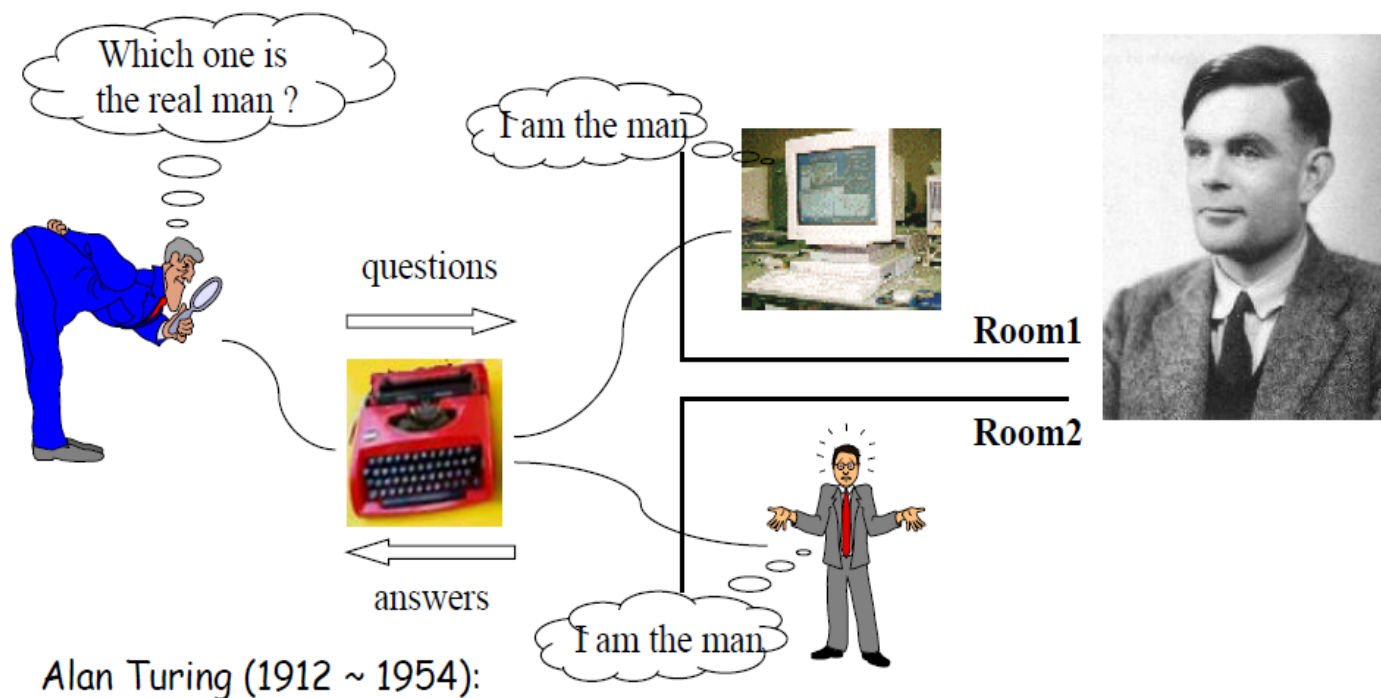 Which one is
the real man ?
I am the man
questions
Room1
Room2
answers
I am the man
Alan Turing (1912 ~ 1954):